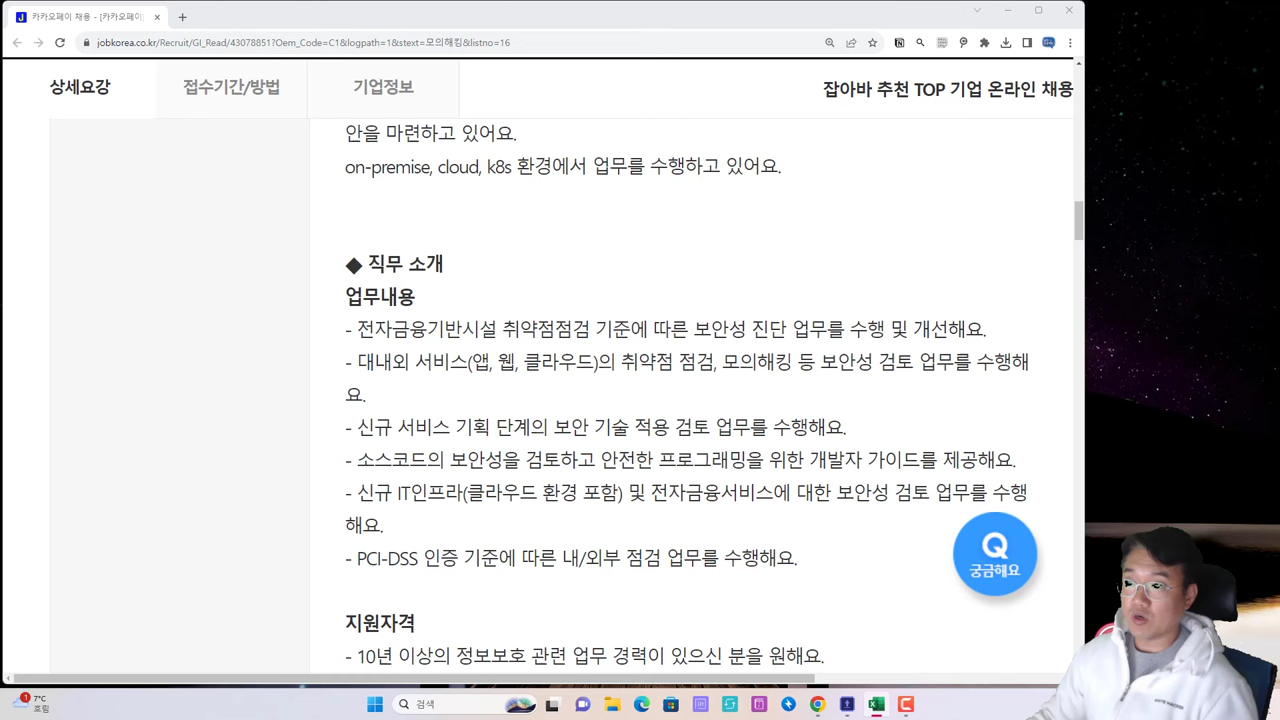 카카오페이 채용 - [카카오페이]
jobkorea.co.kr/Recruit/GI_Read/43078851?Oem_Code=C1&logpath=1&stext=모의해킹&listno=16
상세요강
접수기간/방법
기업정보
잡아바 추천 TOP 기업 온라인 채용
안을 마련하고 있어요.
on-premise, cloud, k8s 환경에서 업무를 수행하고 있어요.
◆ 직무 소개
업무내용
- 전자금융기반시설 취약점점검 기준에 따른 보안성 진단 업무를 수행 및 개선해요.
- 대내외 서비스(앱, 웹, 클라우드)의 취약점 점검, 모의해킹 등 보안성 검토 업무를 수행해
요.
- 신규 서비스 기획 단계의 보안 기술 적용 검토 업무를 수행해요.
- 소스코드의 보안성을 검토하고 안전한 프로그래밍을 위한 개발자 가이드를 제공해요.
- 신규 IT인프라(클라우드 환경 포함) 및 전자금융서비스에 대한 보안성 검토 업무를 수행
해요.
- PCI-DSS 인증 기준에 따른 내/외부 점검 업무를 수행해요.
Q
궁금해요
지원자격
- 10년 이상의 정보보호 관련 업무 경력이 있으신 분을 원해요.
1
7°C
흐림
검색